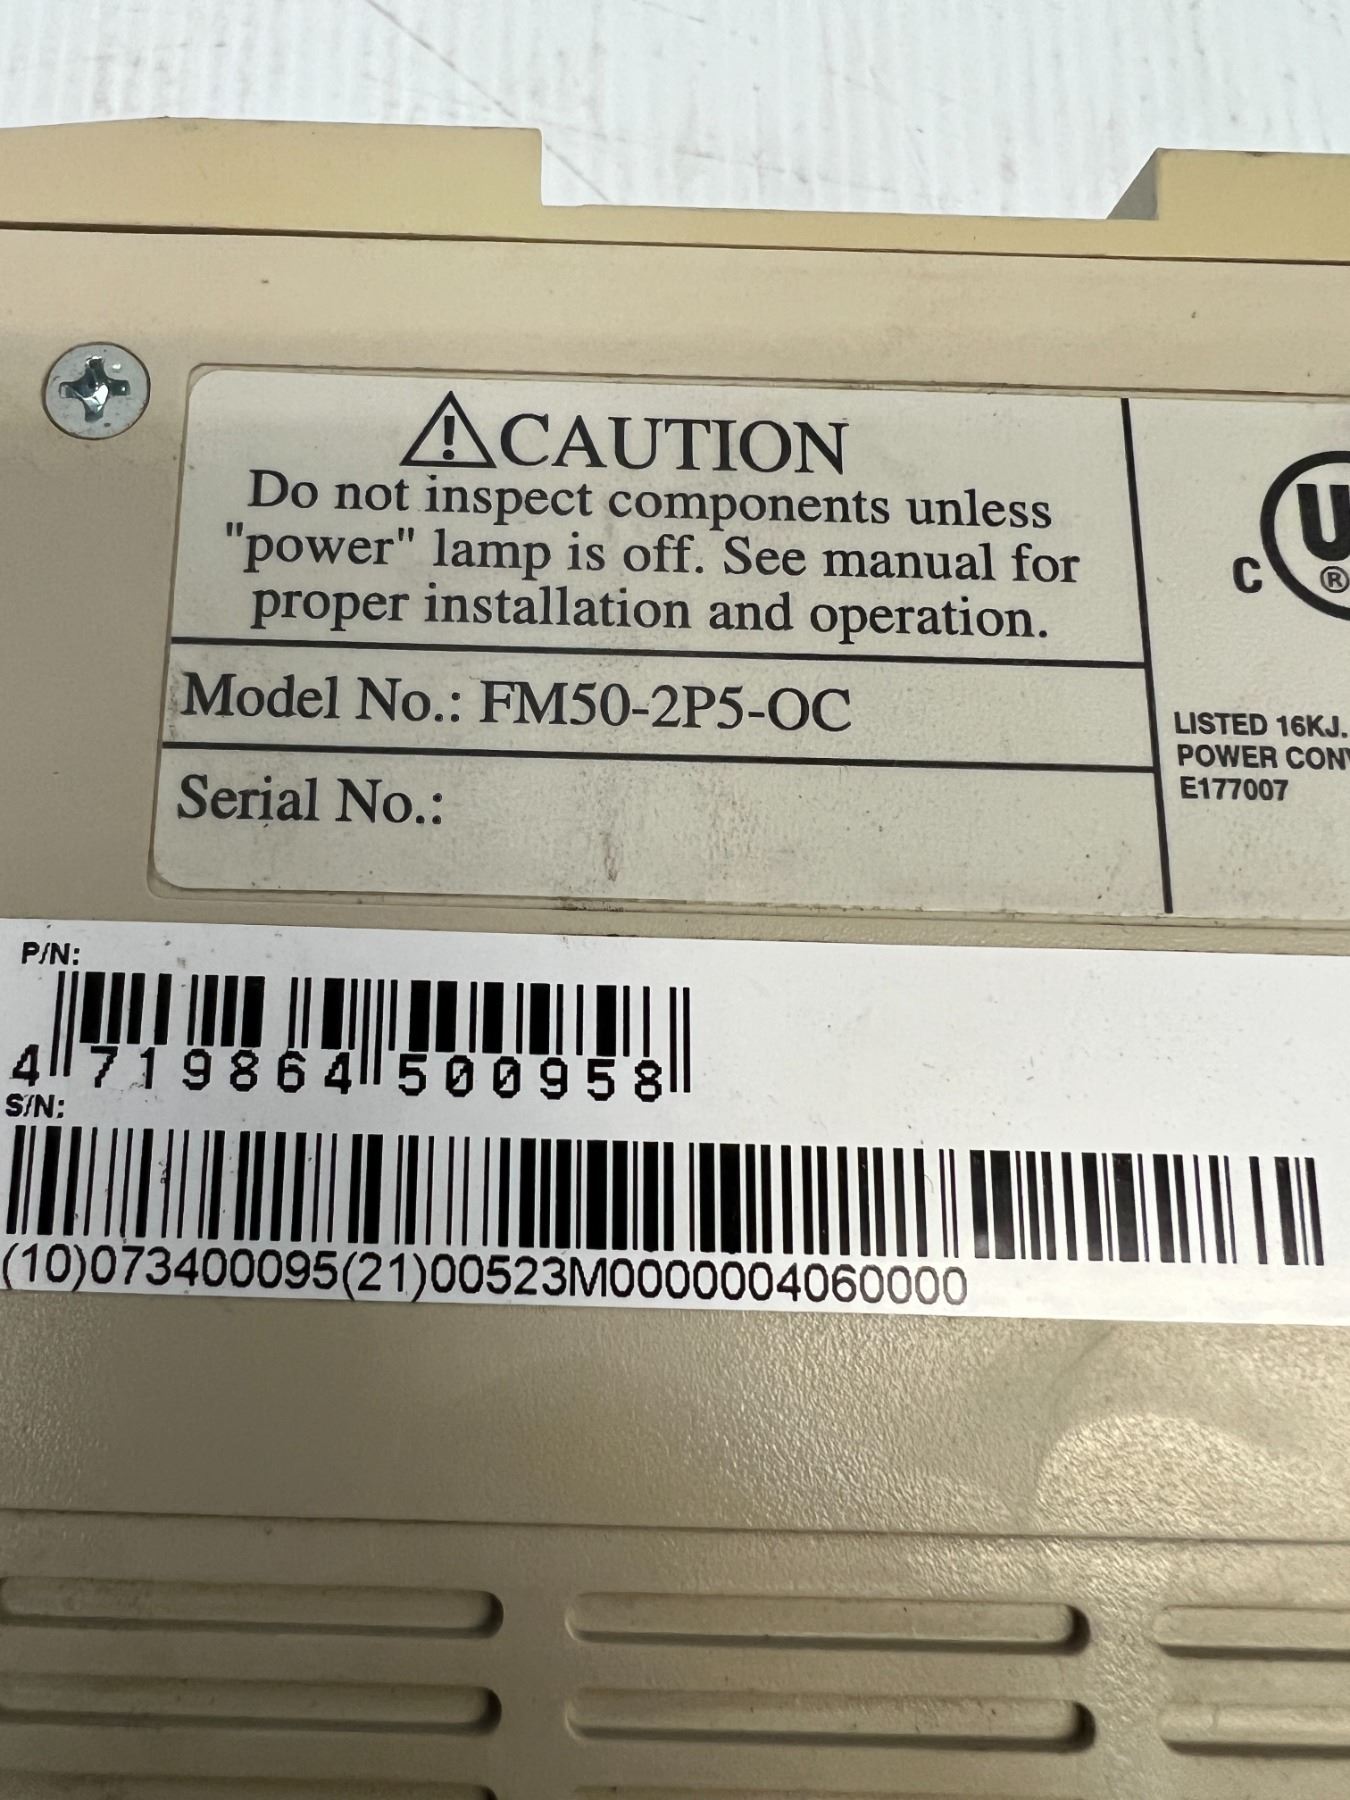 CAUTION
Do not inspect components unless
"power" lamp is off. See manual for
proper installation and operation.
Model No.: FM50-2P5-OC
Serial No.:
C U
®
LISTED 16KJ.
POWER
E177007
P/N:
4 719864 500958
S/N:
(10)073400095(21)00523M0000004060000